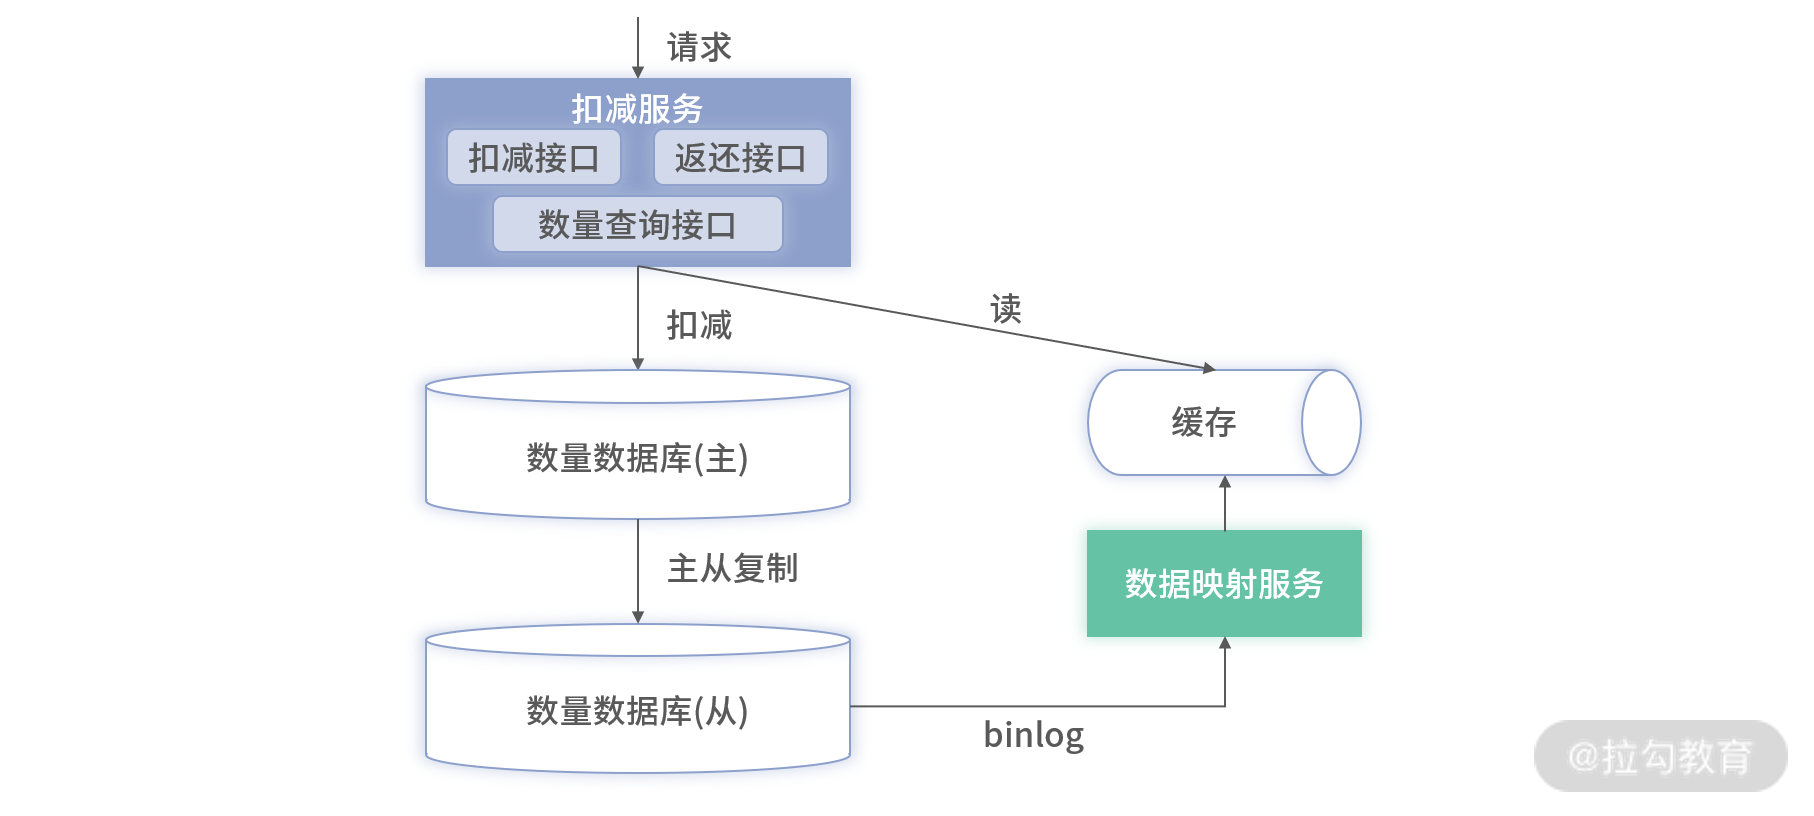 请求
扣减服务
扣减接口
返还接口
数量查询接口
扣减
读
数量数据库(主)
缓存
主从复制
数据映射服务
数量数据库(从)
binlog
@拉勾教育